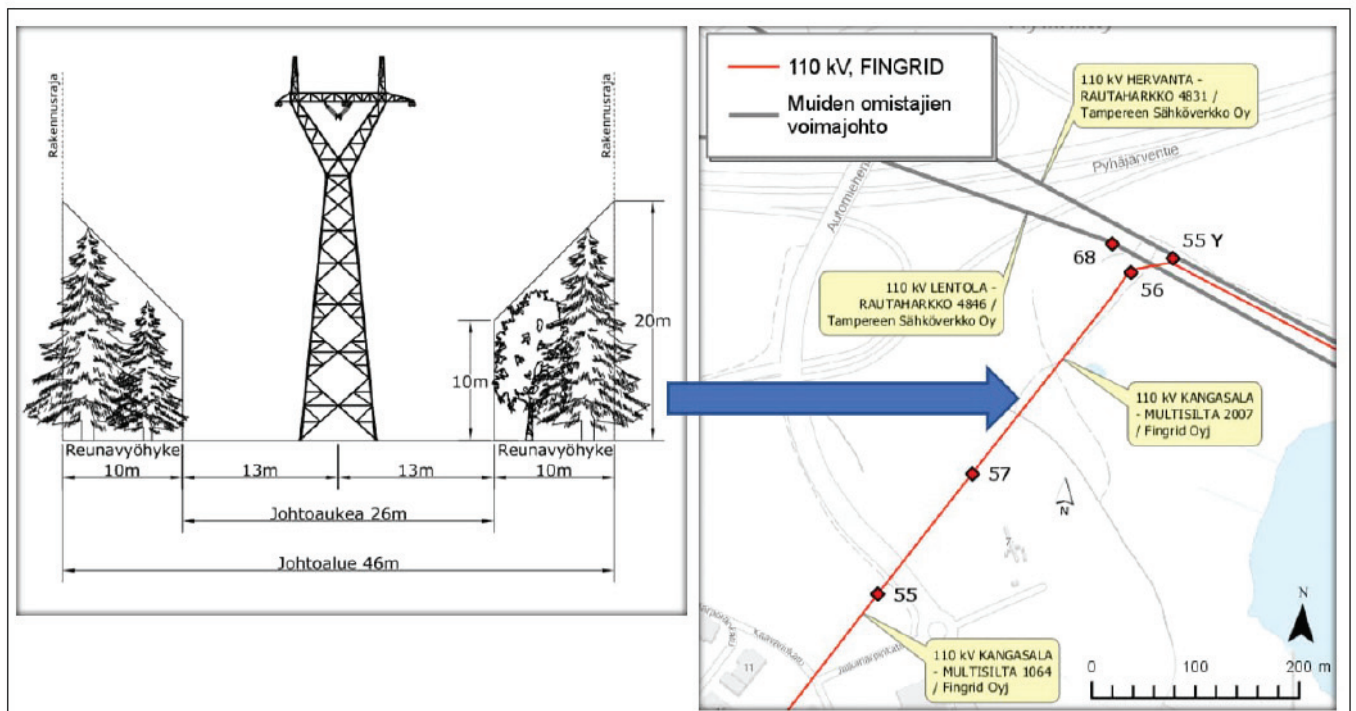 Rakennusraja
Rakennusraja
20m
10m
Reunavyöhyke
Reunavyöhyke
10m
13m
13m
10m
Johtoaukea 26m
Johtoalue 46m
110 kV, FINGRID
Muiden omistajien
voimajohto
110 kV HERVANTA -
RAUTAHARKKO 4831 /
Tampereen Sähköverkko Oy
Pyhäjärventie
68
55 Y
56
110 kV LENTOLA -
RAUTAHARKKO 4846 /
Tampereen Sähköverkko Oy
110 kV KANGASALA
- MULTISILTA 2007
/ Fingrid Oyj
57
N
7
55
11
110 kV KANGASALA
- MULTISILTA 1064
/ Fingrid Oyj
N
0 100 200 m